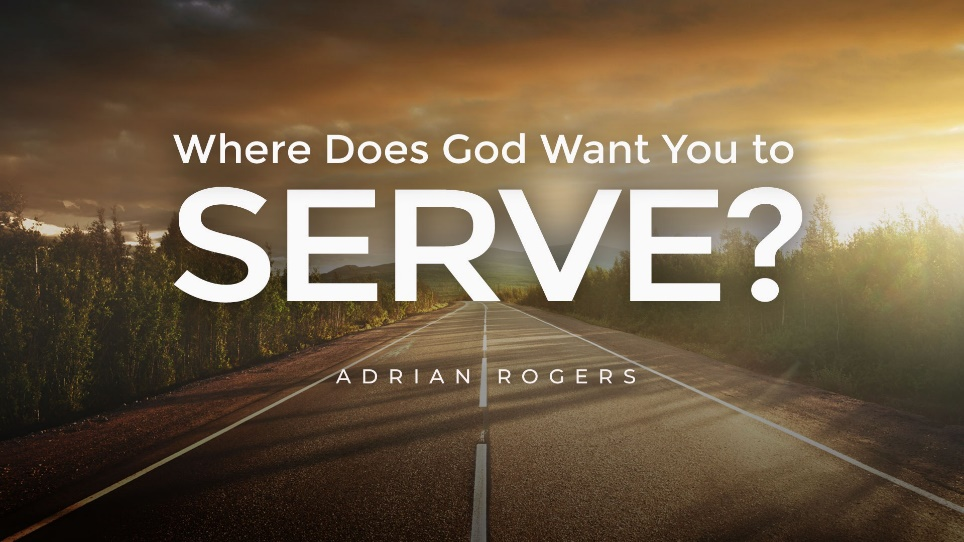 Where Does God Want You to
SERVE?
ADRIAN ROGERS